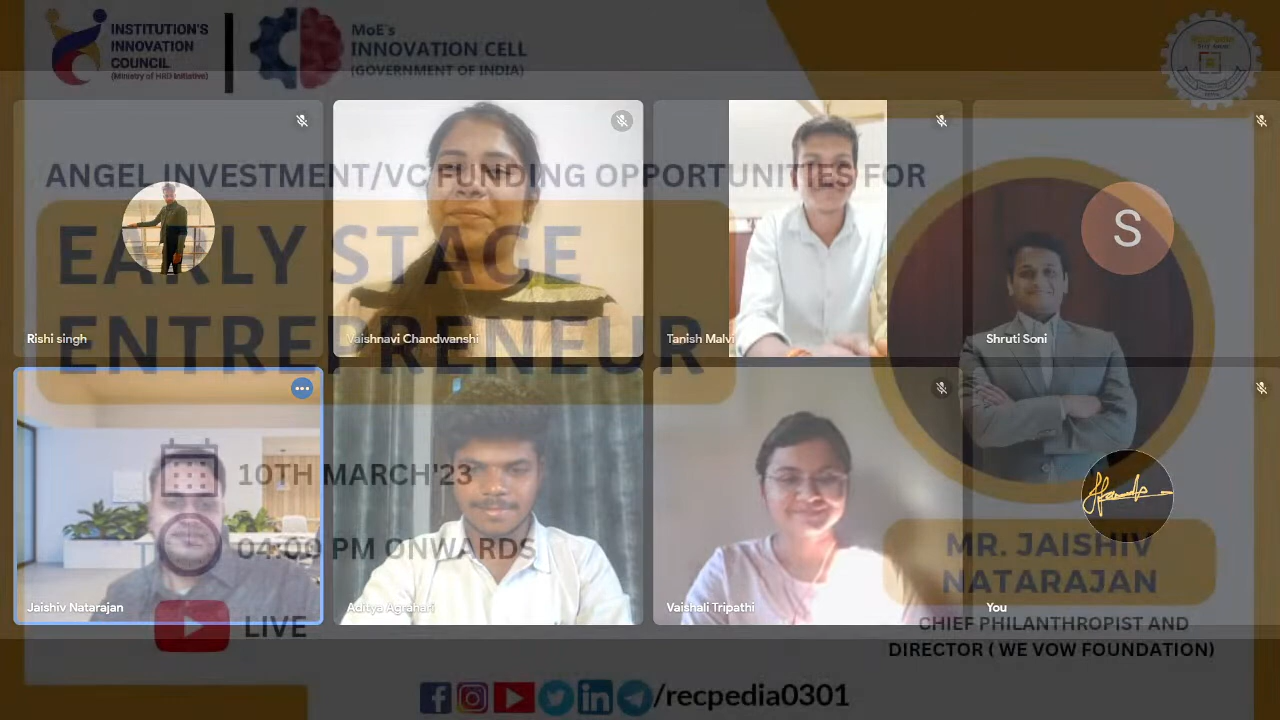 INSTITUTION'S
INNOVATION
COUNCIL
(Ministry of HRD Initiative)
MoE's
INNOVATION CELL
(GOVERNMENT OF INDIA)
ANGEL INVESTMENT/VC FUNDING OPPORTUNITIES FOR
EARLY STAGE
ENTREPRENEUR
Rishi singh
Vaishnavi Chandwanshi
Tanish Malvi
S
Shruti Soni
10TH MARCH'23
04:00 PM ONWARDS
Jaishiv Natarajan
Aditya Agrahari
Vaishali Tripathi
You
LIVE
MR. JAISHIV
NATARAJAN
CHIEF PHILANTHROPIST AND
DIRECTOR ( WE VOW FOUNDATION)
/recpedia0301